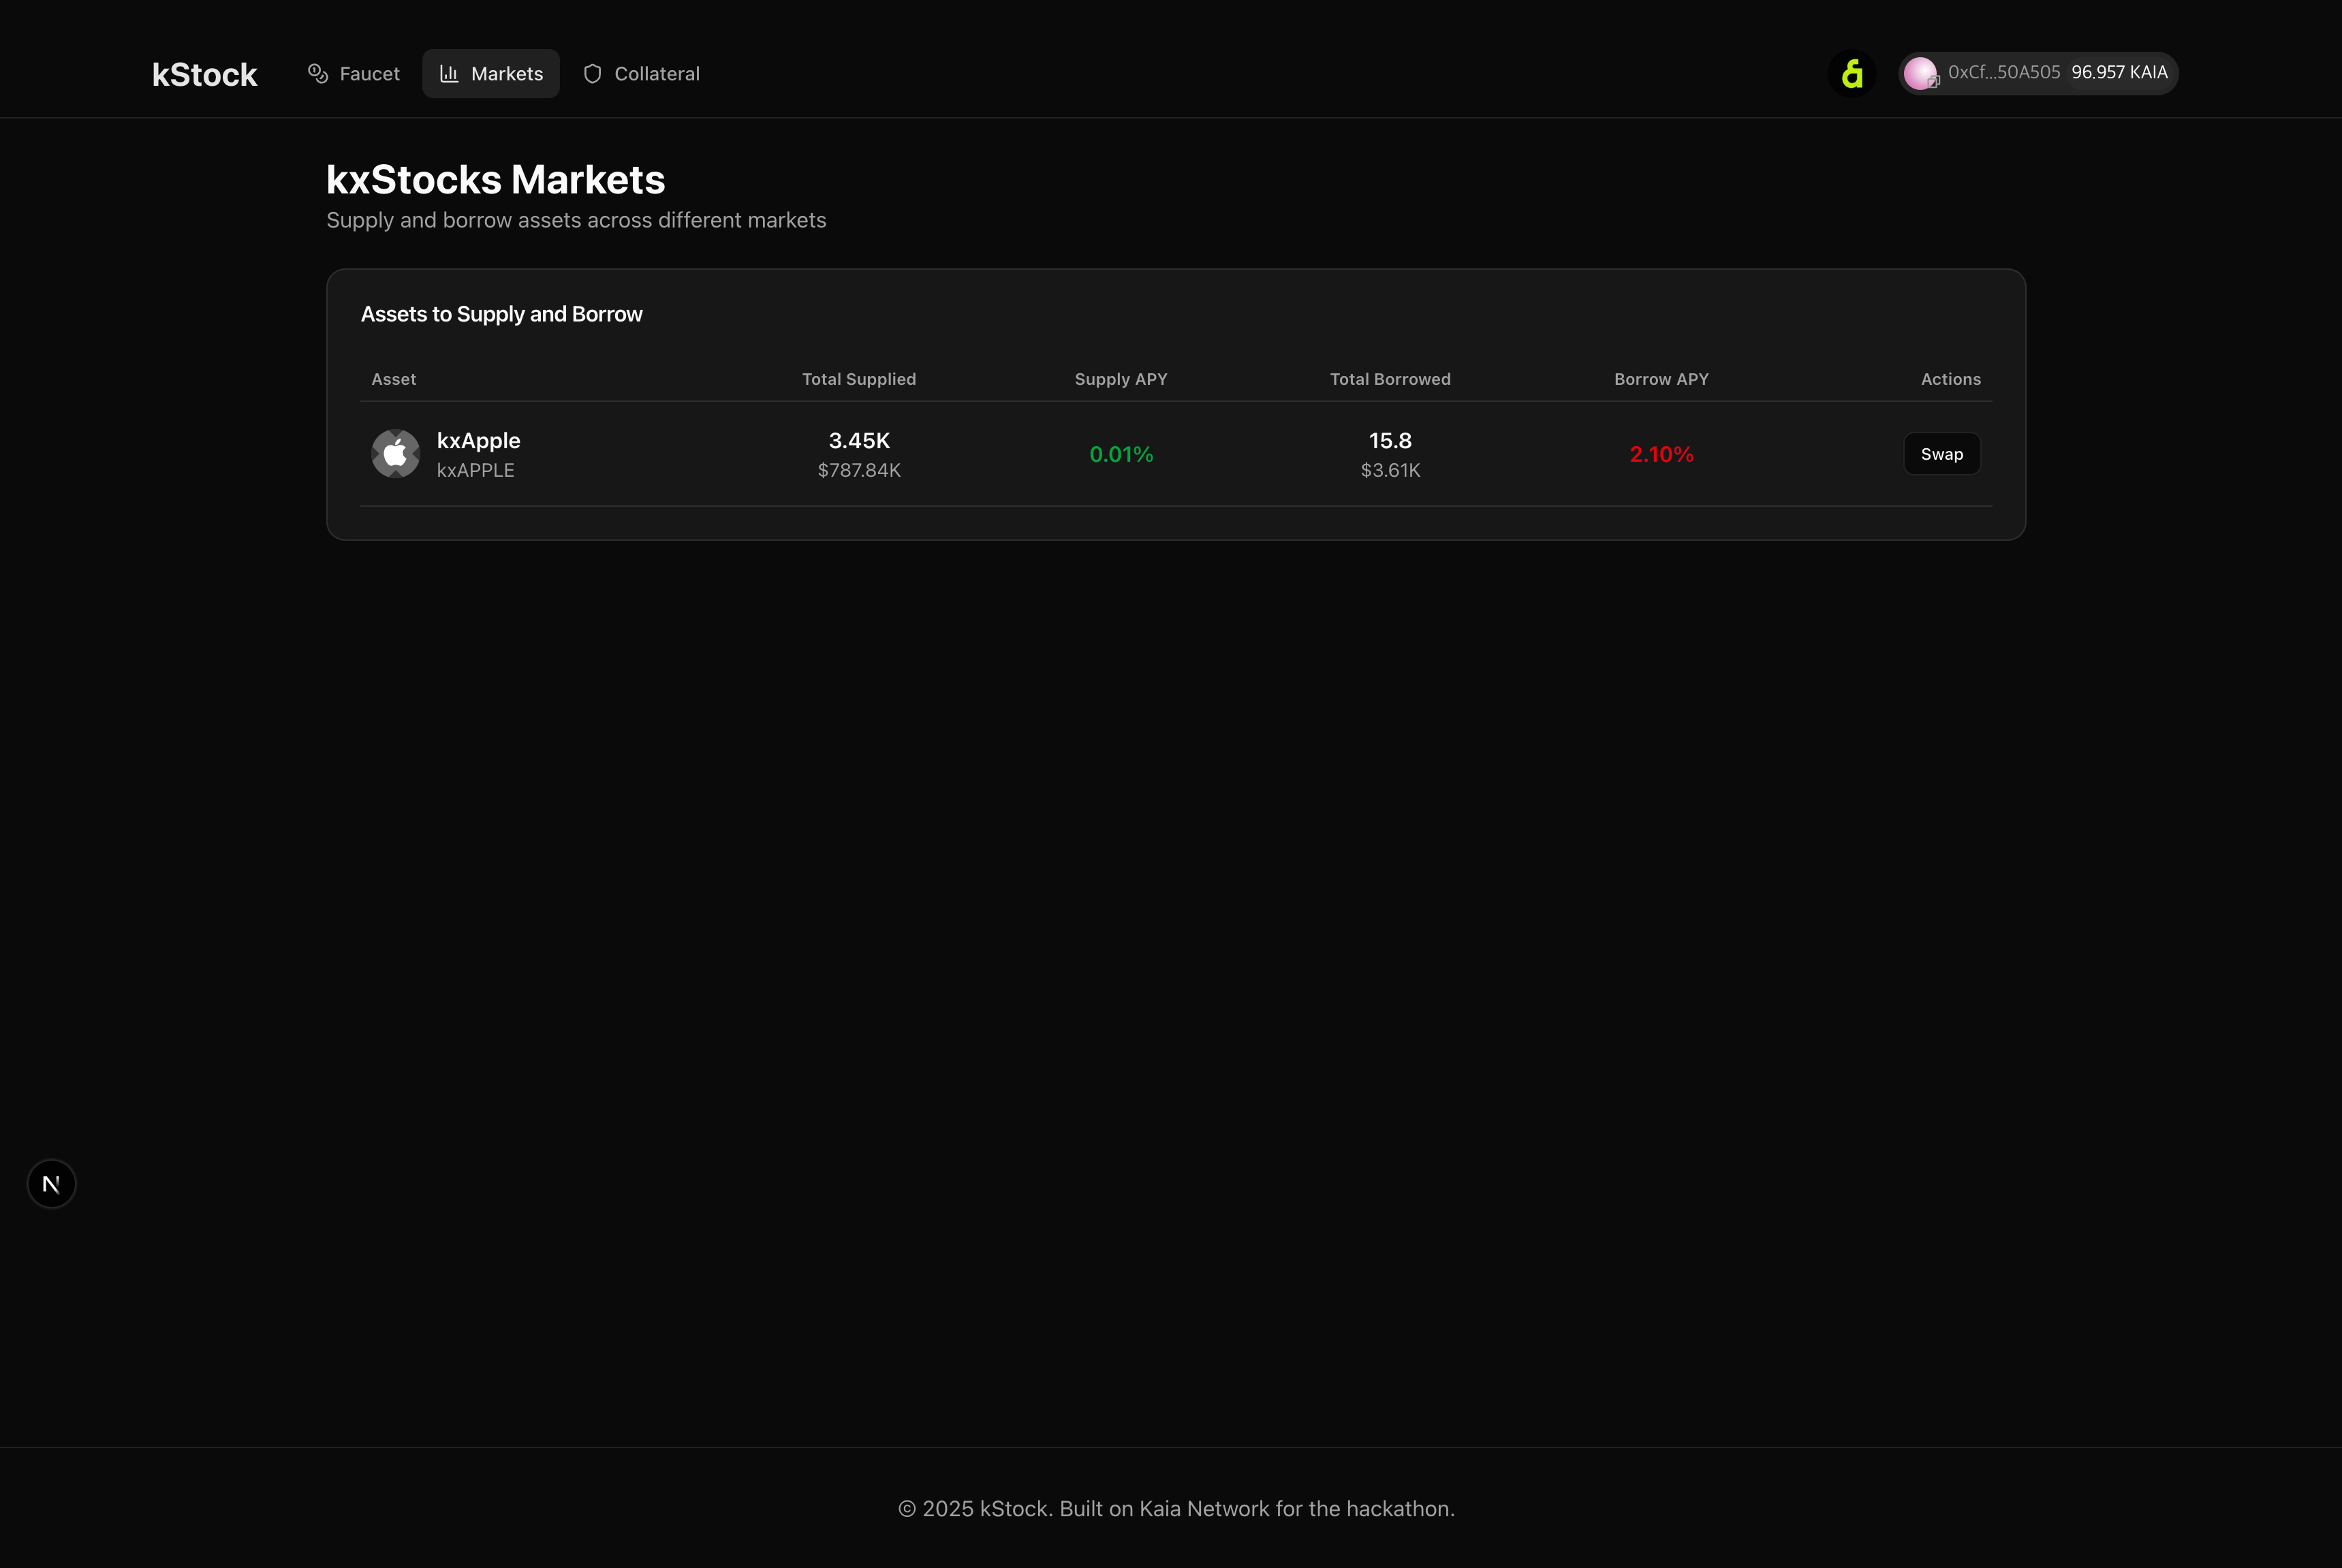 kStock
Faucet
Markets
Collateral
0xCf...50A505 96.957 KAIA
kxStocks Markets
Supply and borrow assets across different markets
Assets to Supply and Borrow
Asset Total Supplied Supply APY Total Borrowed Borrow APY Actions
kxApple 3.45K 0.01% 15.8 2.10% Swap
kxAPPLE $787.84K $3.61K
N
© 2025 kStock. Built on Kaia Network for the hackathon.